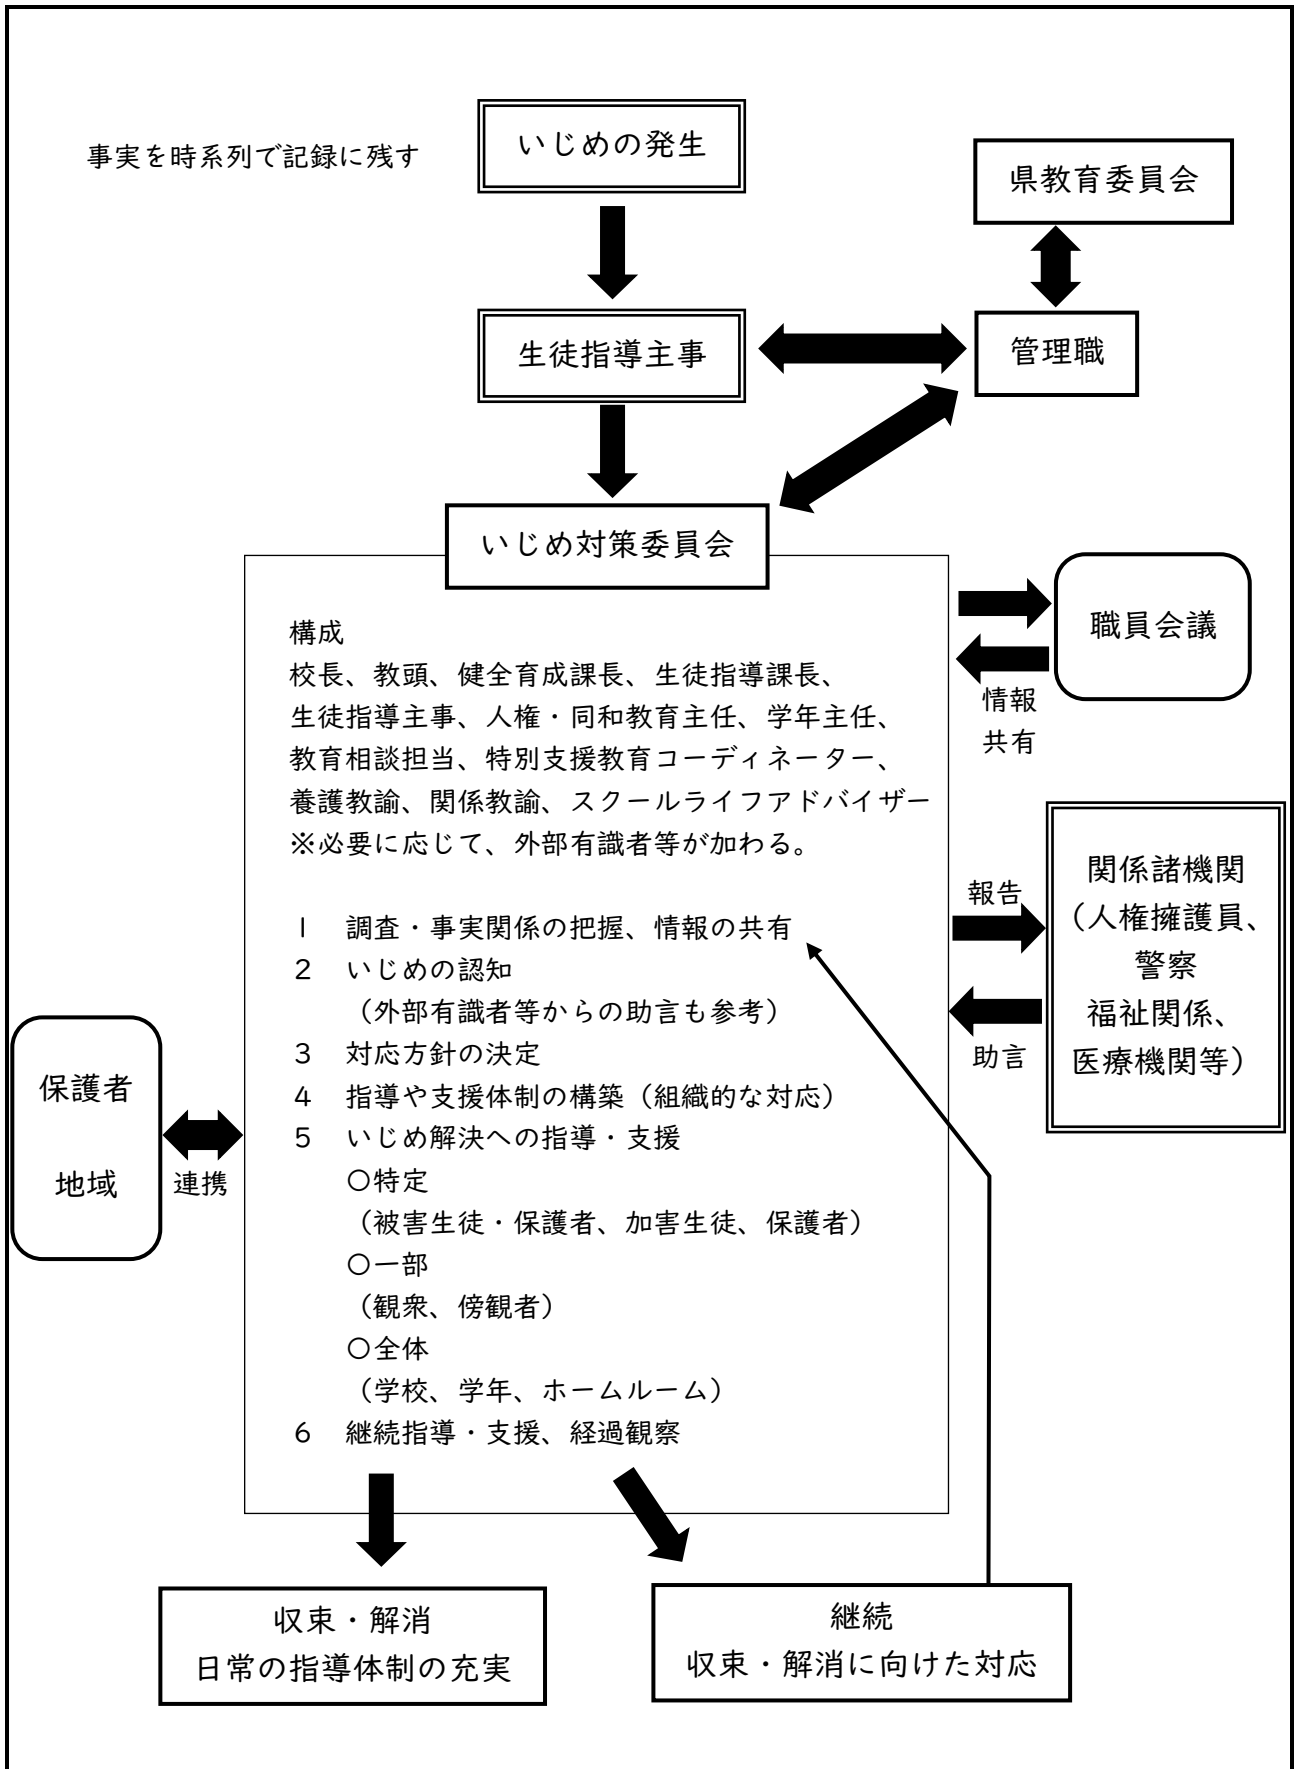 事実を時系列で記録に残す
いじめの発生
県教育委員会
生徒指導主事
管理職
いじめ対策委員会
構成
校長、教頭、健全育成課長、生徒指導課長、
生徒指導主事、人権・同和教育主任、学年主任、
教育相談担当、特別支援教育コーディネーター、
養護教諭、関係教諭、スクールライフアドバイザー
※必要に応じて、外部有識者等が加わる。
1 調査・事実関係の把握、情報の共有
2 いじめの認知
（外部有識者等からの助言も参考）
3 対応方針の決定
4 指導や支援体制の構築（組織的な対応）
5 いじめ解決への指導・支援
○特定
（被害生徒・保護者、加害生徒、保護者）
○一部
（観衆、傍観者）
○全体
（学校、学年、ホームルーム）
6 継続指導・支援、経過観察
職員会議
情報
共有
報告
関係諸機関
（人権擁護員、
警察
福祉関係、
医療機関等）
助言
保護者
地域
連携
収束・解消
日常の指導体制の充実
継続
収束・解消に向けた対応